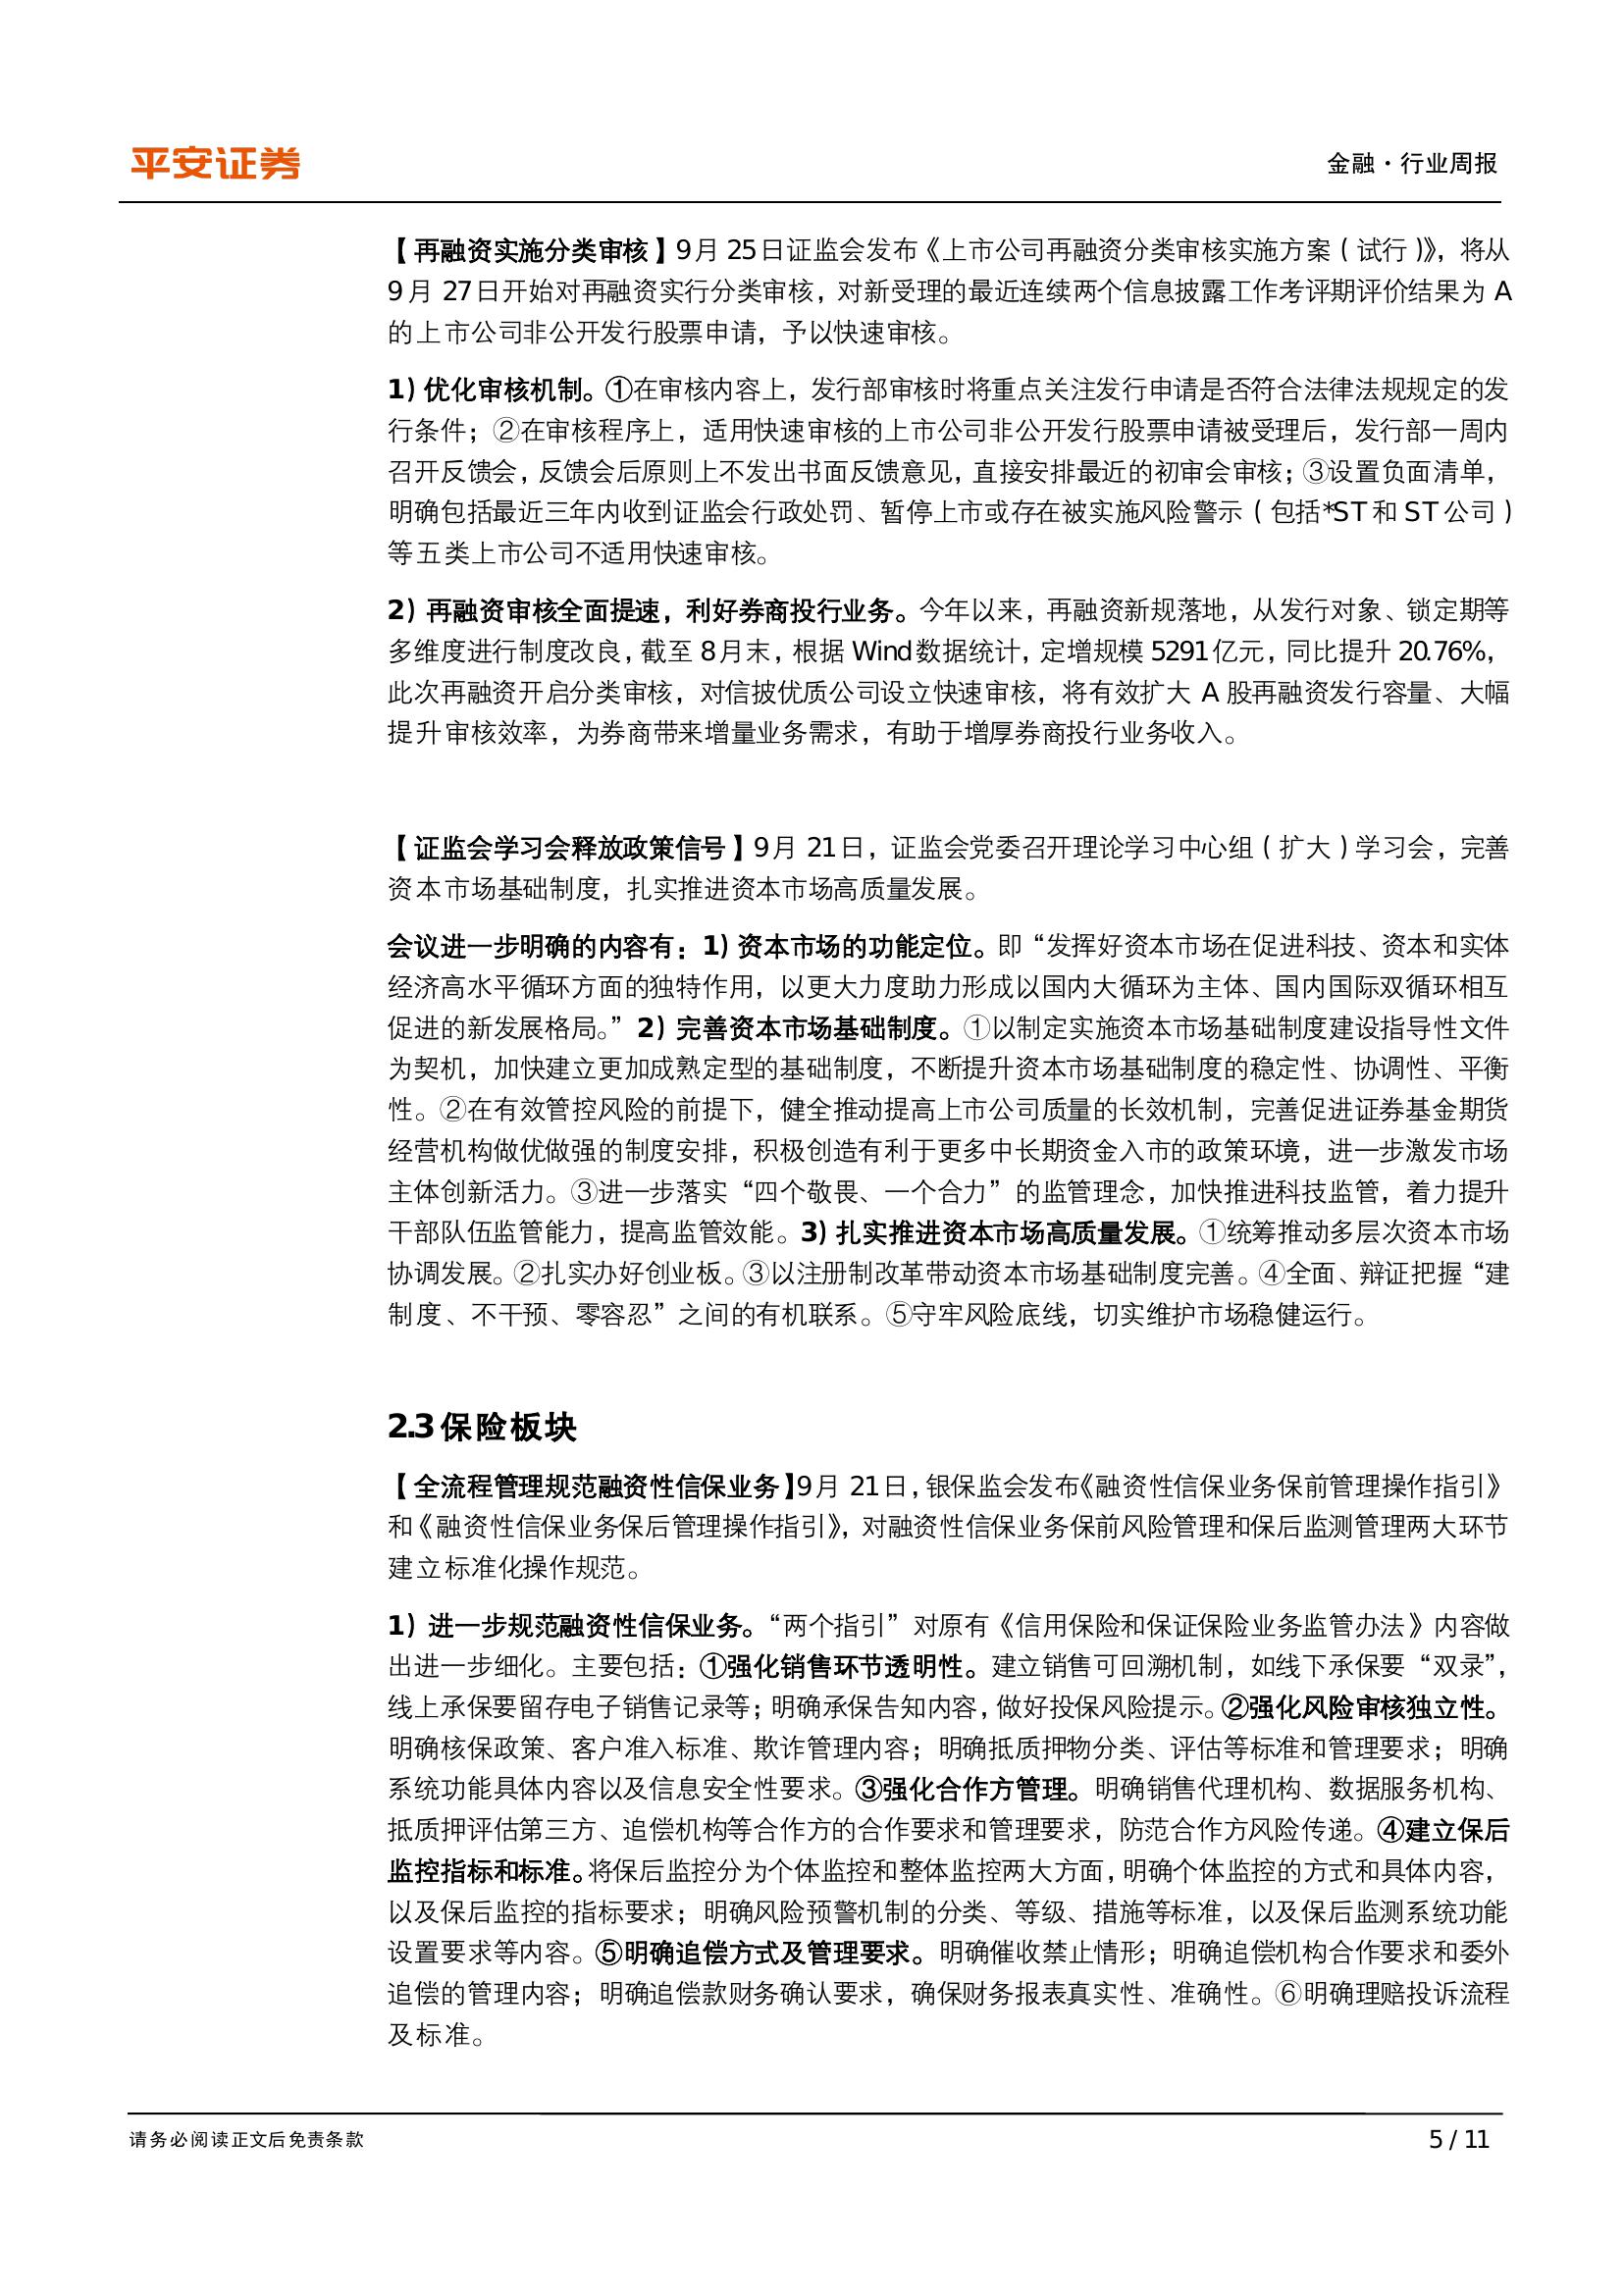 平安证券
金融·行业周报
【再融资实施分类审核】9月 25日证监会发布《上市公司再融资分类审核实施方案（试行）》，将从
9月 27日开始对再融资实行分类审核，对新受理的最近连续两个信息披露工作考评期评价结果为 A
的上市公司非公开发行股票申请，予以快速审核。
1）优化审核机制。①在审核内容上，发行部审核时将重点关注发行申请是否符合法律法规规定的发
行条件；②在审核程序上，适用快速审核的上市公司非公开发行股票申请被受理后，发行部一周内
召开反馈会，反馈会后原则上不发出书面反馈意见，直接安排最近的初审会审核；③设置负面清单，
明确包括最近三年内收到证监会行政处罚、暂停上市或存在被实施风险警示（包括*ST 和 ST 公司）
等五类上市公司不适用快速审核。
2）再融资审核全面提速，利好券商投行业务。今年以来，再融资新规落地，从发行对象、锁定期等
多维度进行制度改良，截至 8月末，根据 Wind 数据统计，定增规模 5291亿元，同比提升 20.76%，
此次再融资开启分类审核，对信披优质公司设立快速审核，将有效扩大 A 股再融资发行容量、大幅
提升审核效率，为券商带来增量业务需求，有助于增厚券商投行业务收入。
【证监会学习会释放政策信号】9月 21日，证监会党委召开理论学习中心组（扩大）学习会，完善
资本市场基础制度，扎实推进资本市场高质量发展。
会议进一步明确的内容有：1）资本市场的功能定位。即“发挥好资本市场在促进科技、资本和实体
经济高水平循环方面的独特作用，以更大力度助力形成以国内大循环为主体、国内国际双循环相互
促进的新发展格局。”2）完善资本市场基础制度。①以制定实施资本市场基础制度建设指导性文件
为契机，加快建立更加成熟定型的基础制度，不断提升资本市场基础制度的稳定性、协调性、平衡
性。②在有效管控风险的前提下，健全推动提高上市公司质量的长效机制，完善促进证券基金期货
经营机构做优做强的制度安排，积极创造有利于更多中长期资金入市的政策环境，进一步激发市场
主体创新活力。③进一步落实“四个敬畏、一个合力”的监管理念，加快推进科技监管，着力提升
干部队伍监管能力，提高监管效能。3）扎实推进资本市场高质量发展。①统筹推动多层次资本市场
协调发展。②扎实办好创业板。③以注册制改革带动资本市场基础制度完善。④全面、辩证把握“建
制度、不干预、零容忍”之间的有机联系。⑤守牢风险底线，切实维护市场稳健运行。
2.3 保险板块
【全流程管理规范融资性信保业务】9月 21日，银保监会发布《融资性信保业务保前管理操作指引》
和《融资性信保业务保后管理操作指引》，对融资性信保业务保前风险管理和保后监测管理两大环节
建立标准化操作规范。
1）进一步规范融资性信保业务。“两个指引”对原有《信用保险和保证保险业务监管办法》内容做
出进一步细化。主要包括：①强化销售环节透明性。建立销售可回溯机制，如线下承保要“双录”，
线上承保要留存电子销售记录等；明确承保告知内容，做好投保风险提示。②强化风险审核独立性。
明确核保政策、客户准入标准、欺诈管理内容；明确抵质押物分类、评估等标准和管理要求；明确
系统功能具体内容以及信息安全性要求。③强化合作方管理。明确销售代理机构、数据服务机构、
抵质押评估第三方、追偿机构等合作方的合作要求和管理要求，防范合作方风险传递。④建立保后
监控指标和标准。将保后监控分为个体监控和整体监控两大方面，明确个体监控的方式和具体内容，
以及保后监控的指标要求；明确风险预警机制的分类、等级、措施等标准，以及保后监测系统功能
设置要求等内容。⑤明确追偿方式及管理要求。明确催收禁止情形；明确追偿机构合作要求和委外
追偿的管理内容；明确追偿款财务确认要求，确保财务报表真实性、准确性。⑥明确理赔投诉流程
及标准。
请务必阅读正文后免责条款
5 / 11